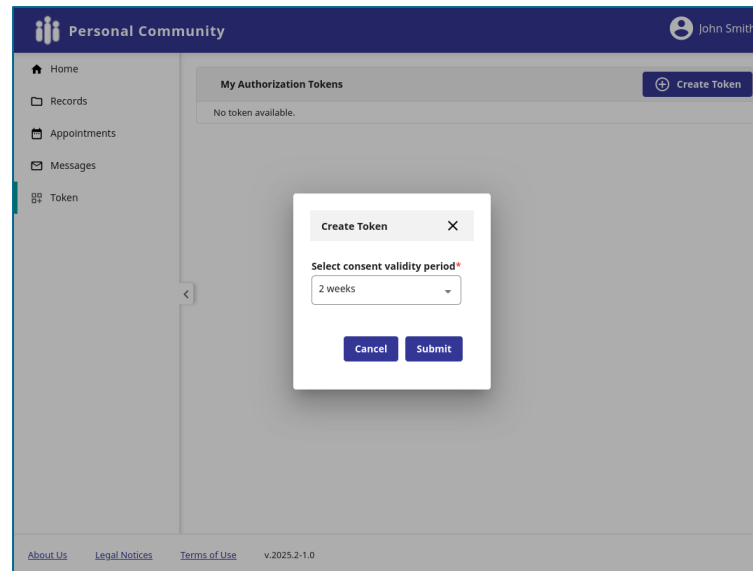 Personal Community
John Smith
Home
Records
Appointments
Messages
Token
My Authorization Tokens
Create Token
No token available.
Create Token
Select consent validity period*
2 weeks
Cancel Submit
About Us Legal Notices Terms of Use v.2025.2-1.0